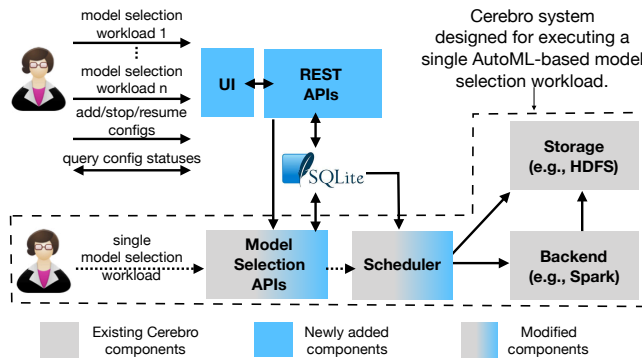 model selection
workload 1
model selection
workload n
add/stop/resume
configs
query config statuses
UI
REST
APIs
Cerebro system
designed for executing a
single AutoML-based model
selection workload.
SQLite
Storage
(e.g., HDFS)
single
model selection
workload
Model
Selection
APIs
Scheduler
Backend
(e.g., Spark)
Existing Cerebro
components
Newly added
components
Modified
components